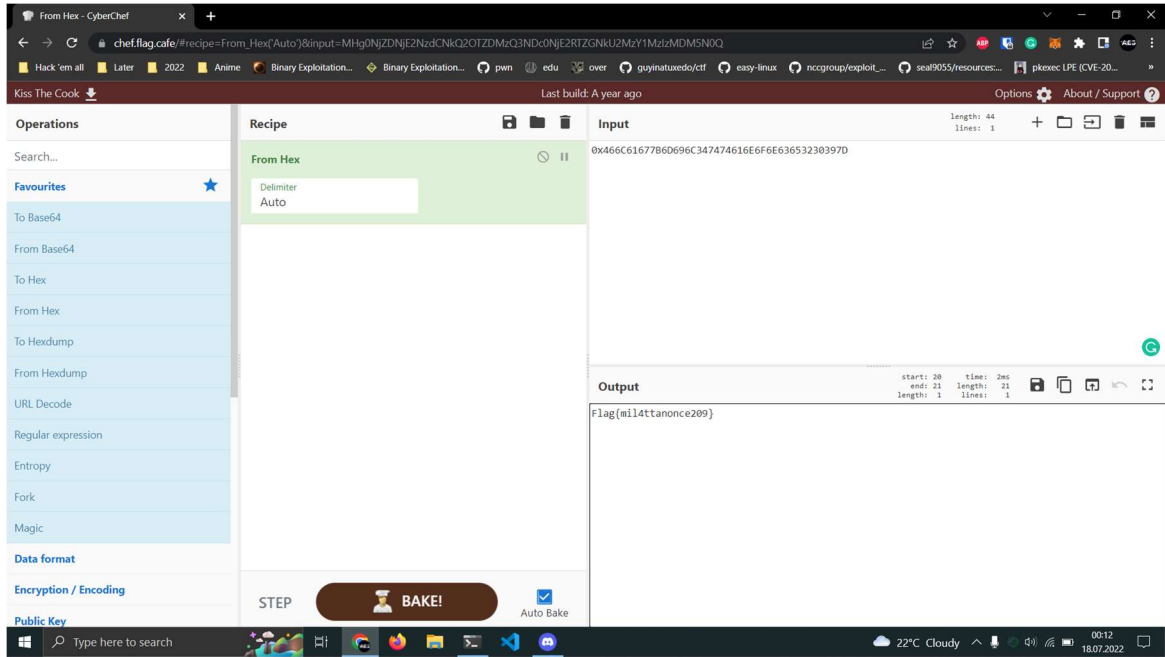 From Hex - CyberChef
chef.flag.cafe/#recipe=From_Hex('Auto')&input=MHg0NjZDNjE2NzdCNkQ2OTZDMzQ3NDc0NjE2RTZGNkU2MzY1MzIzMDM5N0Q
Hack 'em all Later 2022 Anime Binary Exploitation... Binary Exploitation... pwn edu over guyinatuxedo/ctf easy-linux nccgroup/exploit_... seal9055/resources:... pkexec LPE (CVE-20... »
Kiss The Cook Last build: A year ago Options About / Support
Operations
Search...
Favourites
To Base64
From Base64
To Hex
From Hex
To Hexdump
From Hexdump
URL Decode
Regular expression
Entropy
Fork
Magic
Data format
Encryption / Encoding
Public Key
Recipe
From Hex
Delimiter
Auto
STEP
BAKE!
Auto Bake
Input
length: 44
lines: 1
0x466C61677B6D696C347474616E6F6E63653230397D
Output
start: 20 time: 2ms
end: 21 length: 21
length: 1 lines: 1
Flag{mil4ttanonce209}
Type here to search
22°C Cloudy
00:12
18.07.2022